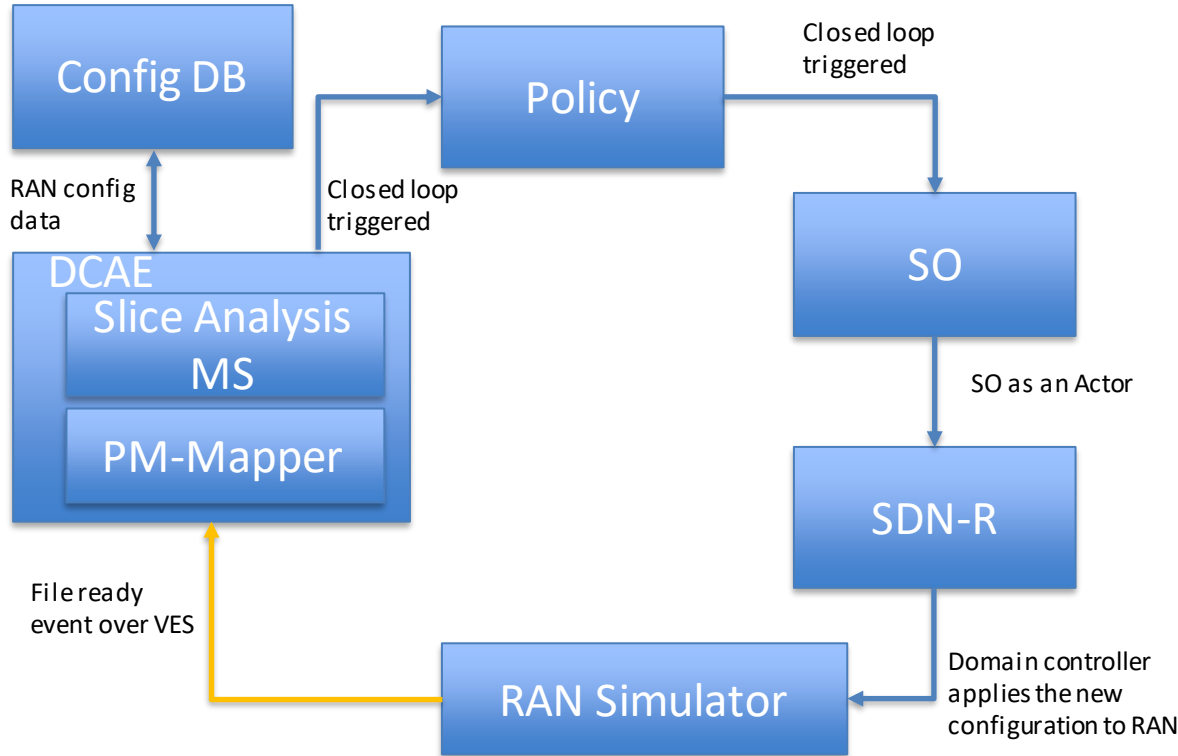 Config DB
Policy
Closed loop
triggered
RAN config
data
Closed loop
triggered
SO
DCAE
Slice Analysis
MS
PM-Mapper
SO as an Actor
SDN-R
File ready
event over VES
RAN Simulator
Domain controller
applies the new
configuration to RAN